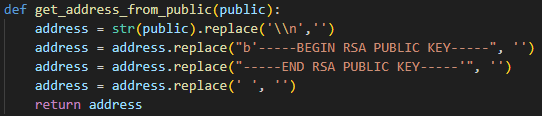 def get_address_from_public(public):
    address = str(public).replace('\\n','')
    address = address.replace("b'-----BEGIN RSA PUBLIC KEY-----", '')
    address = address.replace("-----END RSA PUBLIC KEY-----'", '')
    address = address.replace(' ', '')
    return address